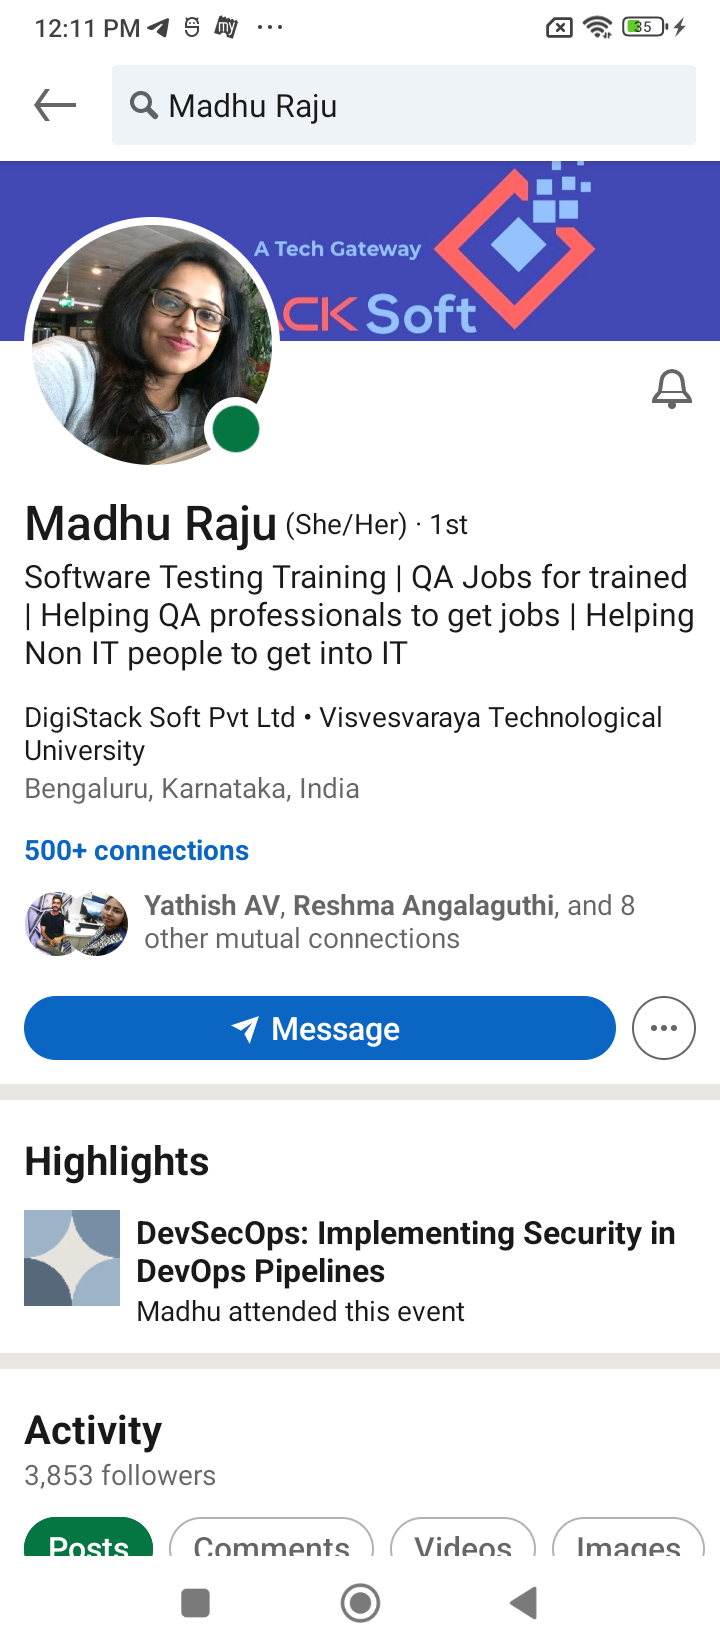 12:11 PM
35
Madhu Raju
A Tech Gateway
ACK Soft
Madhu Raju (She/Her) · 1st
Software Testing Training | QA Jobs for trained
| Helping QA professionals to get jobs | Helping
Non IT people to get into IT
DigiStack Soft Pvt Ltd • Visvesvaraya Technological
University
Bengaluru, Karnataka, India
500+ connections
Yathish AV, Reshma Angalaguthi, and 8
other mutual connections
Message
Highlights
DevSecOps: Implementing Security in
DevOps Pipelines
Madhu attended this event
Activity
3,853 followers
Posts Comments Videos Images